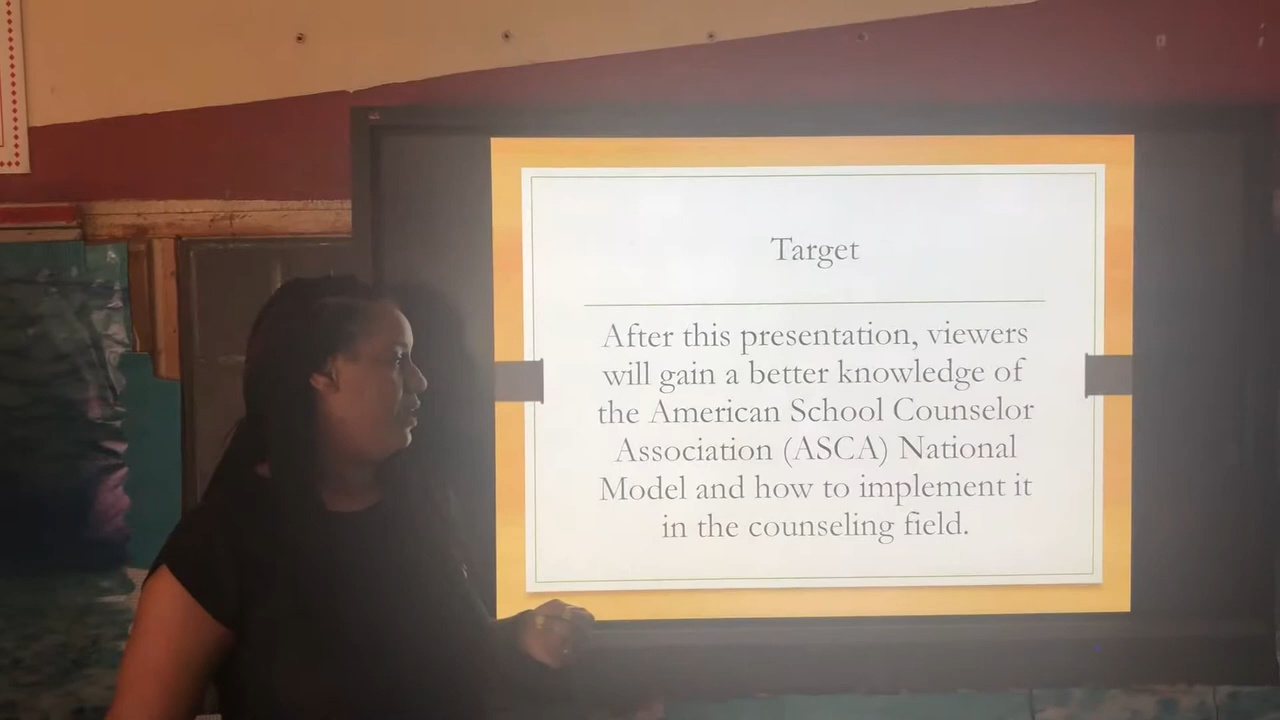 Target
After this presentation, viewers
will gain a better knowledge of
the American School Counselor
Association (ASCA) National
Model and how to implement it
in the counseling field.